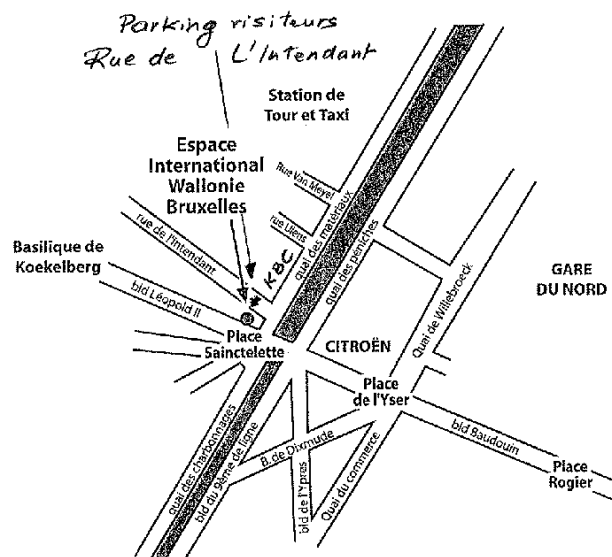 Parking visiteurs
Rue de L'Intendant
Station de
Tour et Taxi
Espace
International
Wallonie
Bruxelles
Rue Van Meyel
rue Ulens
quai des matériaux
quai des péniches
rue de l'intendant
KBC
Basilique de
Koekelberg
bld Léopold II
GARE
DU NORD
Quai de Willebroeck
Place
Sainctelette
CITROËN
Place
de l'Yser
bld Baudouin
Place
Rogier
quai des charbonnages
bld du 9ème de ligne
B. de Dixmude
bld de l'Ypres
Quai du commerce